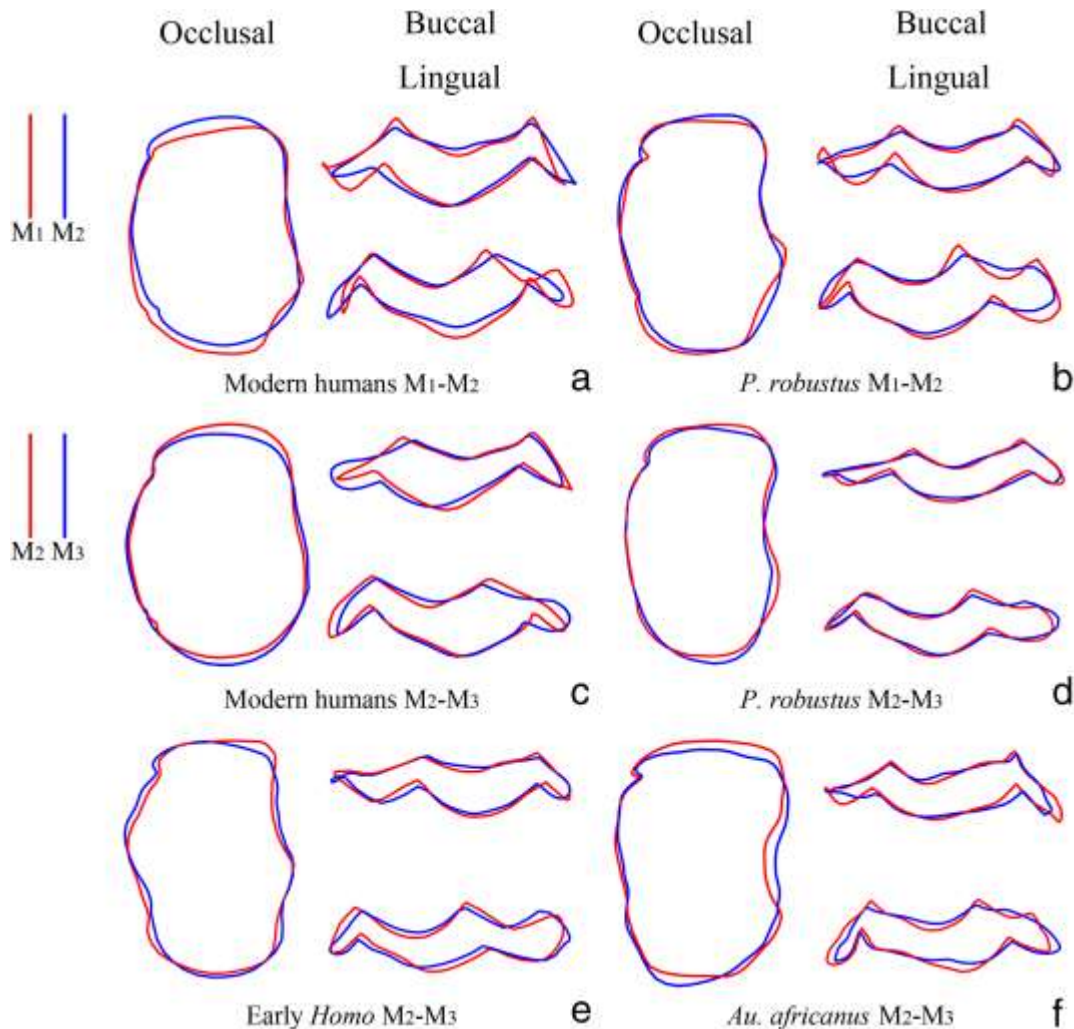 Occlusal Buccal Occlusal Buccal
Lingual Lingual
M1 M2
Modern humans M1-M2 a P. robustus M1-M2 b
M2 M3
Modern humans M2-M3 c P. robustus M2-M3 d
Early Homo M2-M3 e Au. africanus M2-M3 f